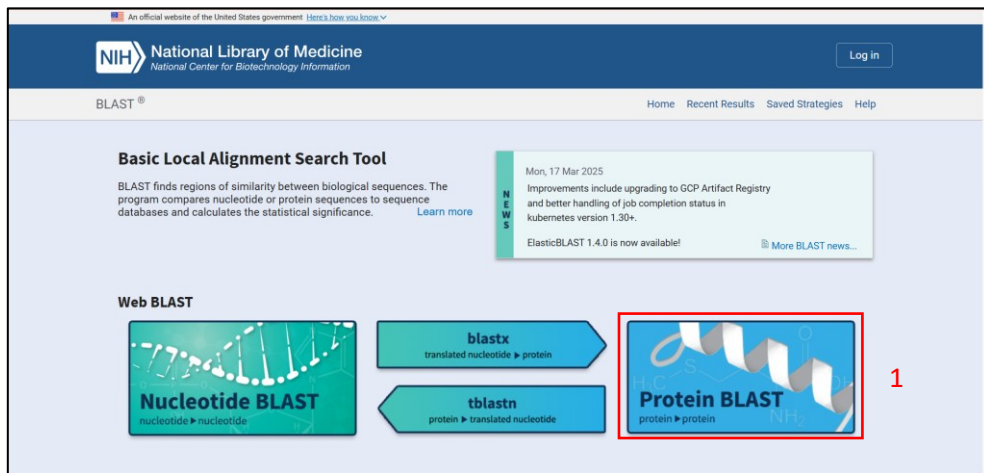 An official website of the United States government Here's how you know
NIH National Library of Medicine
National Center for Biotechnology Information
Log in
BLAST ®
Home Recent Results Saved Strategies Help
Basic Local Alignment Search Tool
BLAST finds regions of similarity between biological sequences. The
program compares nucleotide or protein sequences to sequence
databases and calculates the statistical significance. Learn more
NEWS
Mon, 17 Mar 2025
Improvements include upgrading to GCP Artifact Registry
and better handling of job completion status in
kubernetes version 1.30+.
ElasticBLAST 1.4.0 is now available!
More BLAST news...
Web BLAST
Nucleotide BLAST
nucleotide ▶ nucleotide
blastx
translated nucleotide ▶ protein
tblastn
protein ▶ translated nucleotide
H₃C
S
O
OH
NH₂
Protein BLAST
protein ▶ protein
1